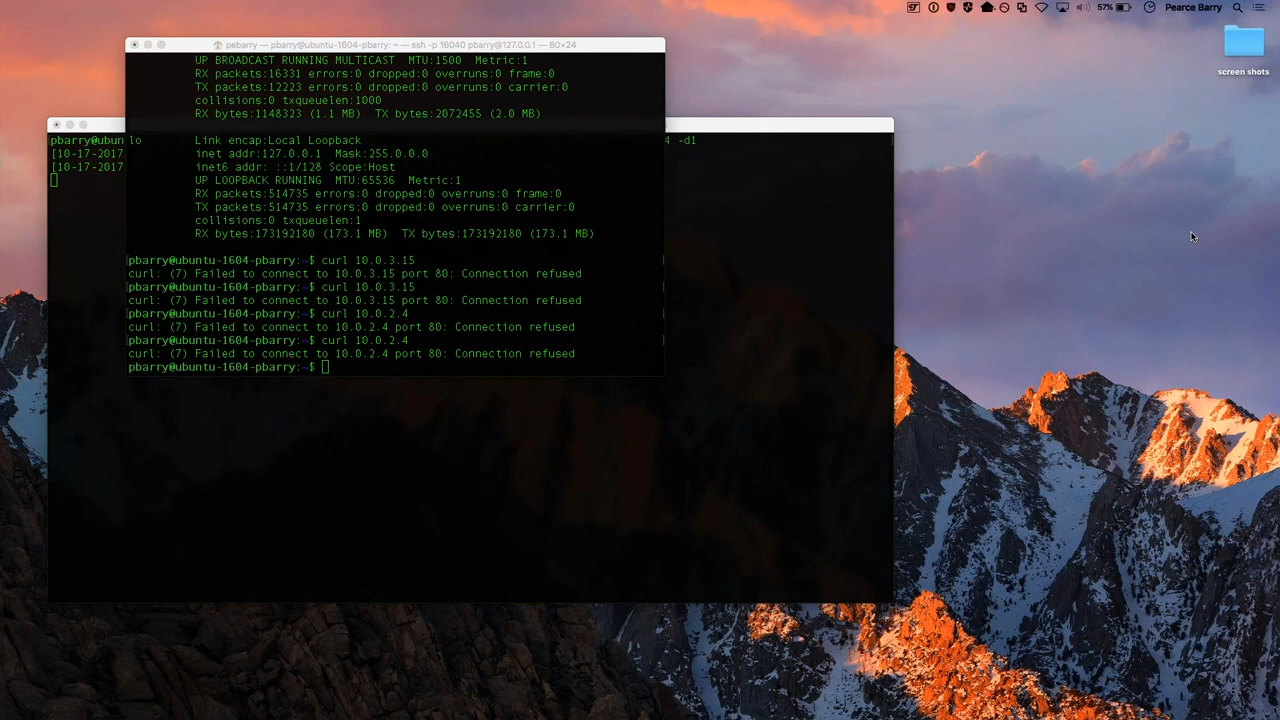 57%
Pearce Barry
screen shots
pebarry — pbarry@ubuntu-1604-pbarry: ~ — ssh -p 16040 pbarry@127.0.0.1 — 80×24
UP BROADCAST RUNNING MULTICAST  MTU:1500  Metric:1
RX packets:16331 errors:0 dropped:0 overruns:0 frame:0
TX packets:12223 errors:0 dropped:0 overruns:0 carrier:0
collisions:0 txqueuelen:1000
RX bytes:1148323 (1.1 MB)  TX bytes:2072455 (2.0 MB)
lo        Link encap:Local Loopback
inet addr:127.0.0.1  Mask:255.0.0.0
inet6 addr: ::1/128 Scope:Host
UP LOOPBACK RUNNING  MTU:65536  Metric:1
RX packets:514735 errors:0 dropped:0 overruns:0 frame:0
TX packets:514735 errors:0 dropped:0 overruns:0 carrier:0
collisions:0 txqueuelen:1
RX bytes:173192180 (173.1 MB)  TX bytes:173192180 (173.1 MB)
pbarry@ubuntu-1604-pbarry:~$ curl 10.0.3.15
curl: (7) Failed to connect to 10.0.3.15 port 80: Connection refused
pbarry@ubuntu-1604-pbarry:~$ curl 10.0.3.15
curl: (7) Failed to connect to 10.0.3.15 port 80: Connection refused
pbarry@ubuntu-1604-pbarry:~$ curl 10.0.2.4
curl: (7) Failed to connect to 10.0.2.4 port 80: Connection refused
pbarry@ubuntu-1604-pbarry:~$ curl 10.0.2.4
curl: (7) Failed to connect to 10.0.2.4 port 80: Connection refused
pbarry@ubuntu-1604-pbarry:~$
pbarry@ubun
4 -d1
[10-17-2017
[10-17-2017